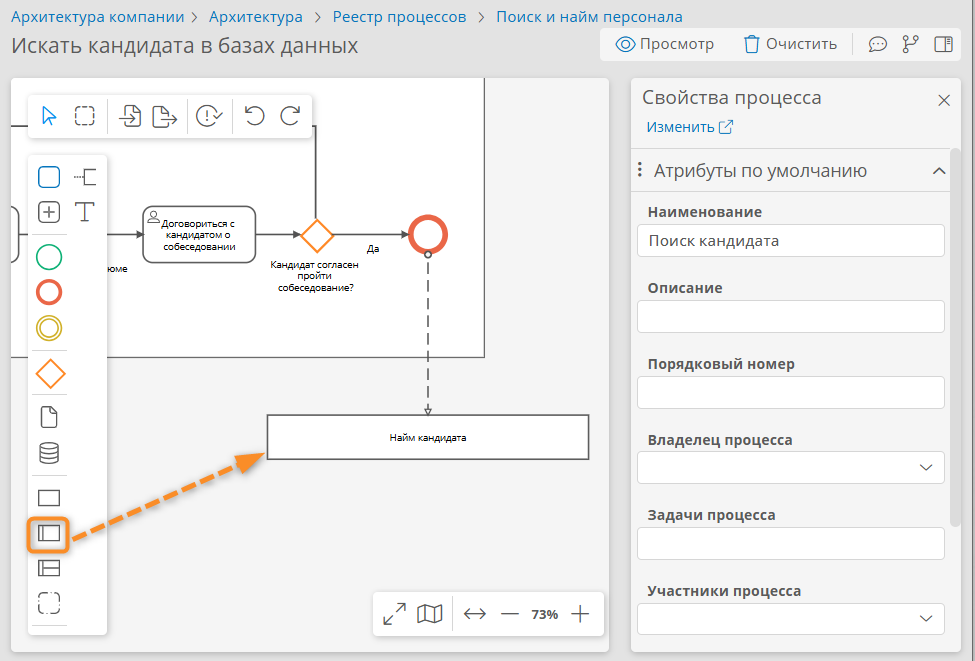 Архитектура компании > Архитектура > Реестр процессов > Поиск и найм персонала
Искать кандидата в базах данных
Просмотр
Очистить
Договориться с
кандидатом о
собеседовании
юме
Кандидат согласен
пройти
собеседование?
Да
Найм кандидата
73%
Свойства процесса
Изменить
Атрибуты по умолчанию
Наименование
Поиск кандидата
Описание
Порядковый номер
Владелец процесса
Задачи процесса
Участники процесса